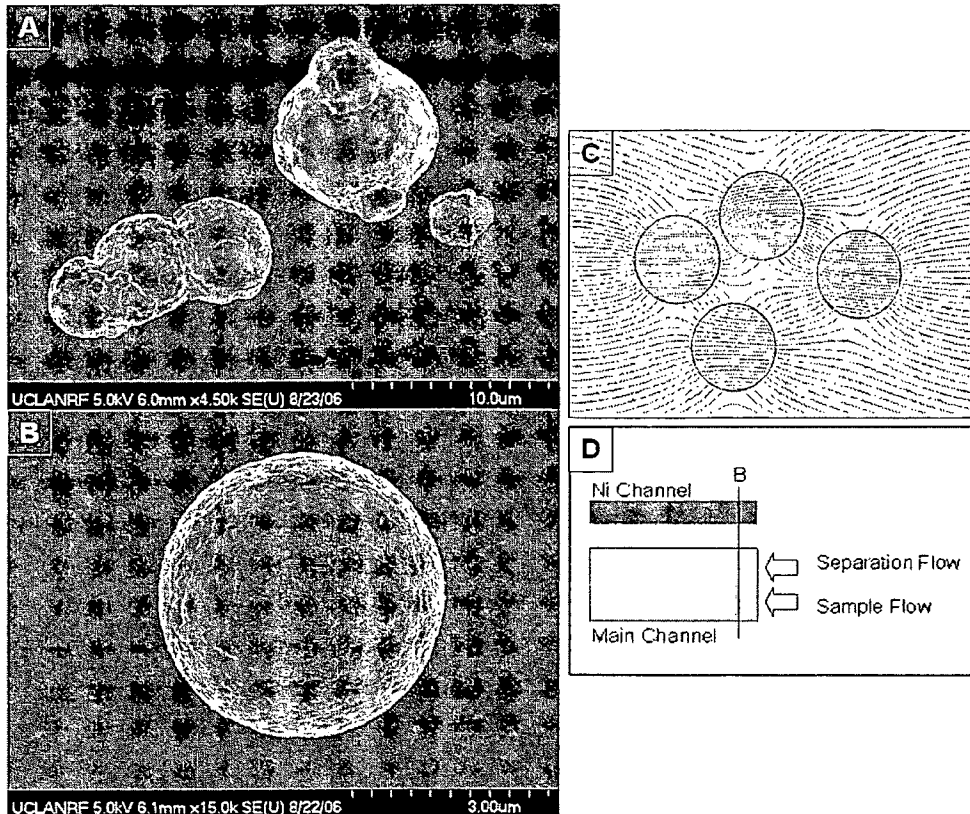 A
UCLANRF 5.0kV 6.0mm x4.50k SE(U) 8/23/06 10.0um
B
UCLANRF 5.0kV 6.1mm x15.0k SE(U) 8/22/06 3.00um
C
D
B
Ni Channel
Separation Flow
Sample Flow
Main Channel